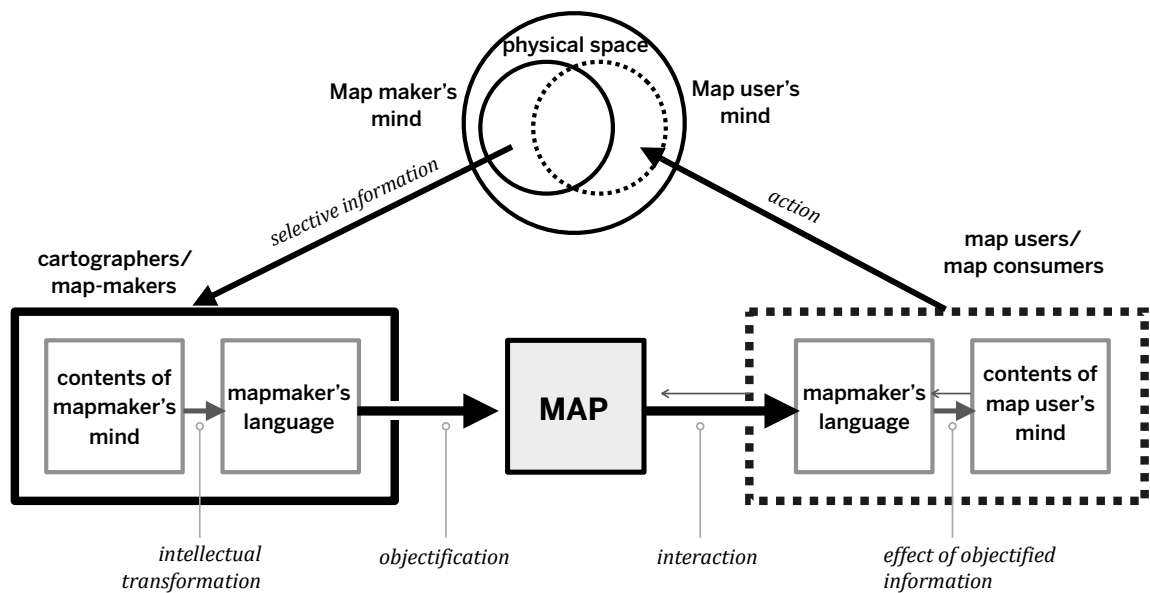 physical space
Map maker's
mind
Map user's
mind
selective information
action
cartographers/
map-makers
map users/
map consumers
contents of
mapmaker's
mind
mapmaker's
language
MAP
mapmaker's
language
contents of
map user's
mind
intellectual
transformation
objectification
interaction
effect of objectified
information